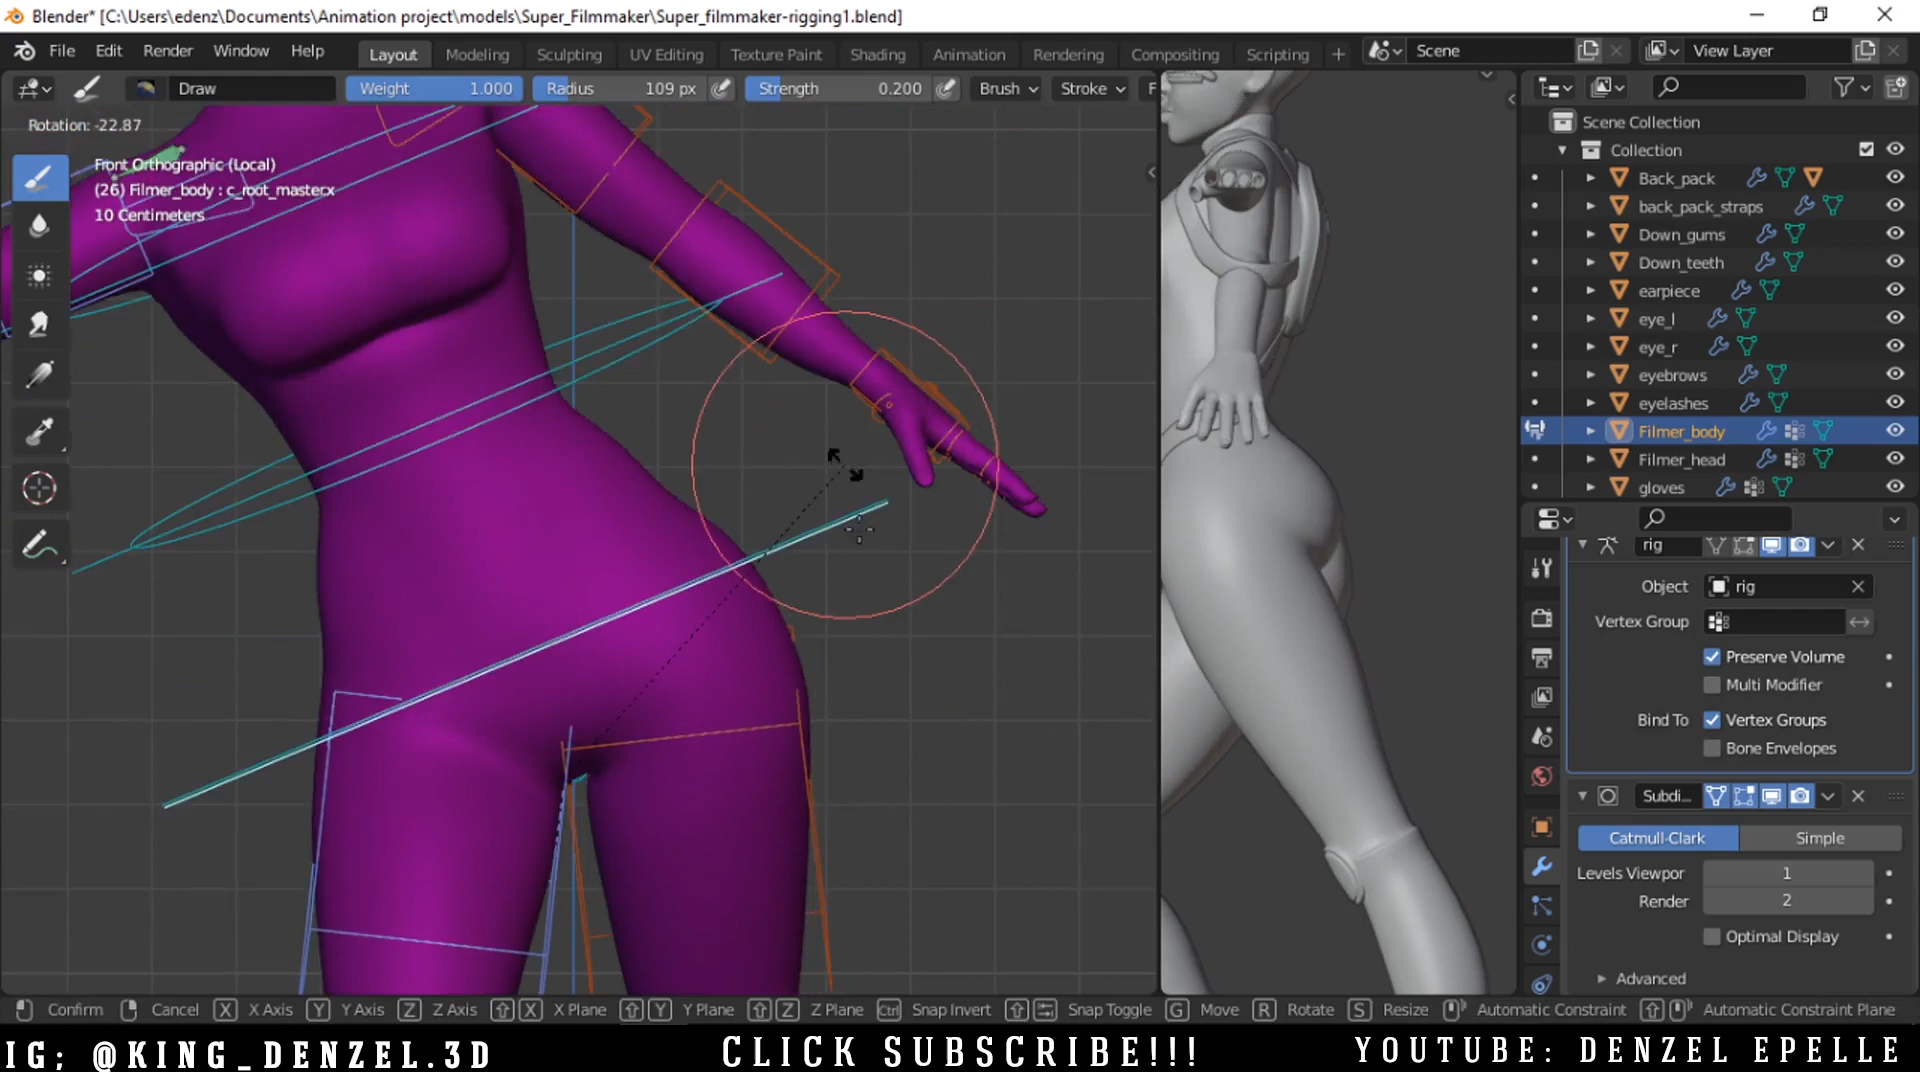 Blender* [C:\Users\edenz\Documents\Animation project\models\Super_Filmmaker\Super_filmmaker-rigging1.blend]
File Edit Render Window Help Layout Modeling Sculpting UV Editing Texture Paint Shading Animation Rendering Compositing Scripting + Scene View Layer
Draw Weight 1.000 Radius 109 px Strength 0.200 Brush Stroke F
Rotation: -22.87
Front Orthographic (Local)
(26) Filmer_body : c_root_master.x
10 Centimeters
Scene Collection
Collection
Back_pack
back_pack_straps
Down_gums
Down_teeth
earpiece
eye_l
eye_r
eyebrows
eyelashes
Filmer_body
Filmer_head
gloves
rig
Object rig
Vertex Group
Preserve Volume
Multi Modifier
Bind To Vertex Groups
Bone Envelopes
Subdi...
Catmull-Clark Simple
Levels Viewpor 1
Render 2
Optimal Display
Advanced
Confirm Cancel X X Axis Y Y Axis Z Z Axis X X Plane Y Y Plane Z Z Plane Ctrl Snap Invert Snap Toggle G Move R Rotate S Resize Automatic Constraint Automatic Constraint Plane
IG; @KING_DENZEL.3D CLICK SUBSCRIBE!!! YOUTUBE: DENZEL EPELLE